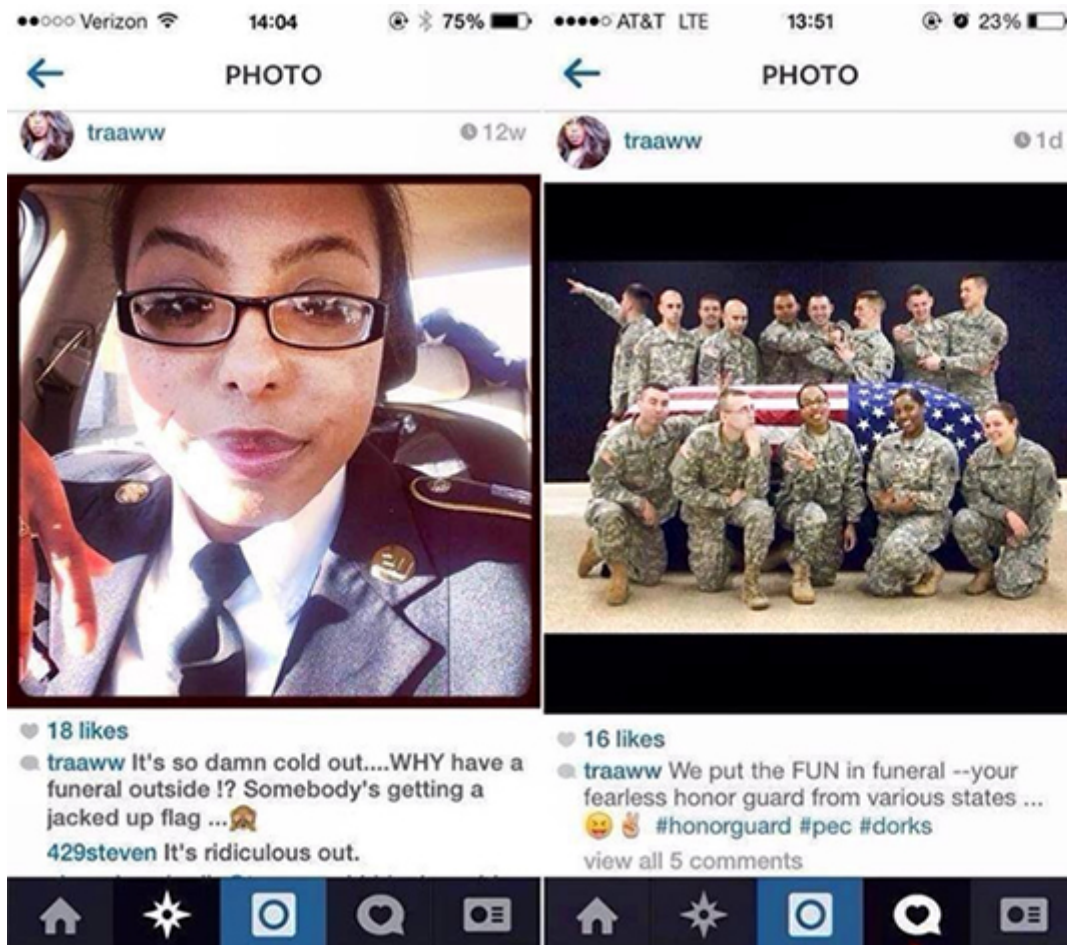 Verizon 14:04 75%
PHOTO
traaww 12w
18 likes
traaww It's so damn cold out....WHY have a
funeral outside !? Somebody's getting a
jacked up flag ...🙈
429steven It's ridiculous out.
AT&T LTE 13:51 23%
PHOTO
traaww 1d
16 likes
traaww We put the FUN in funeral --your
fearless honor guard from various states ...
😝✌ #honorguard #pec #dorks
view all 5 comments